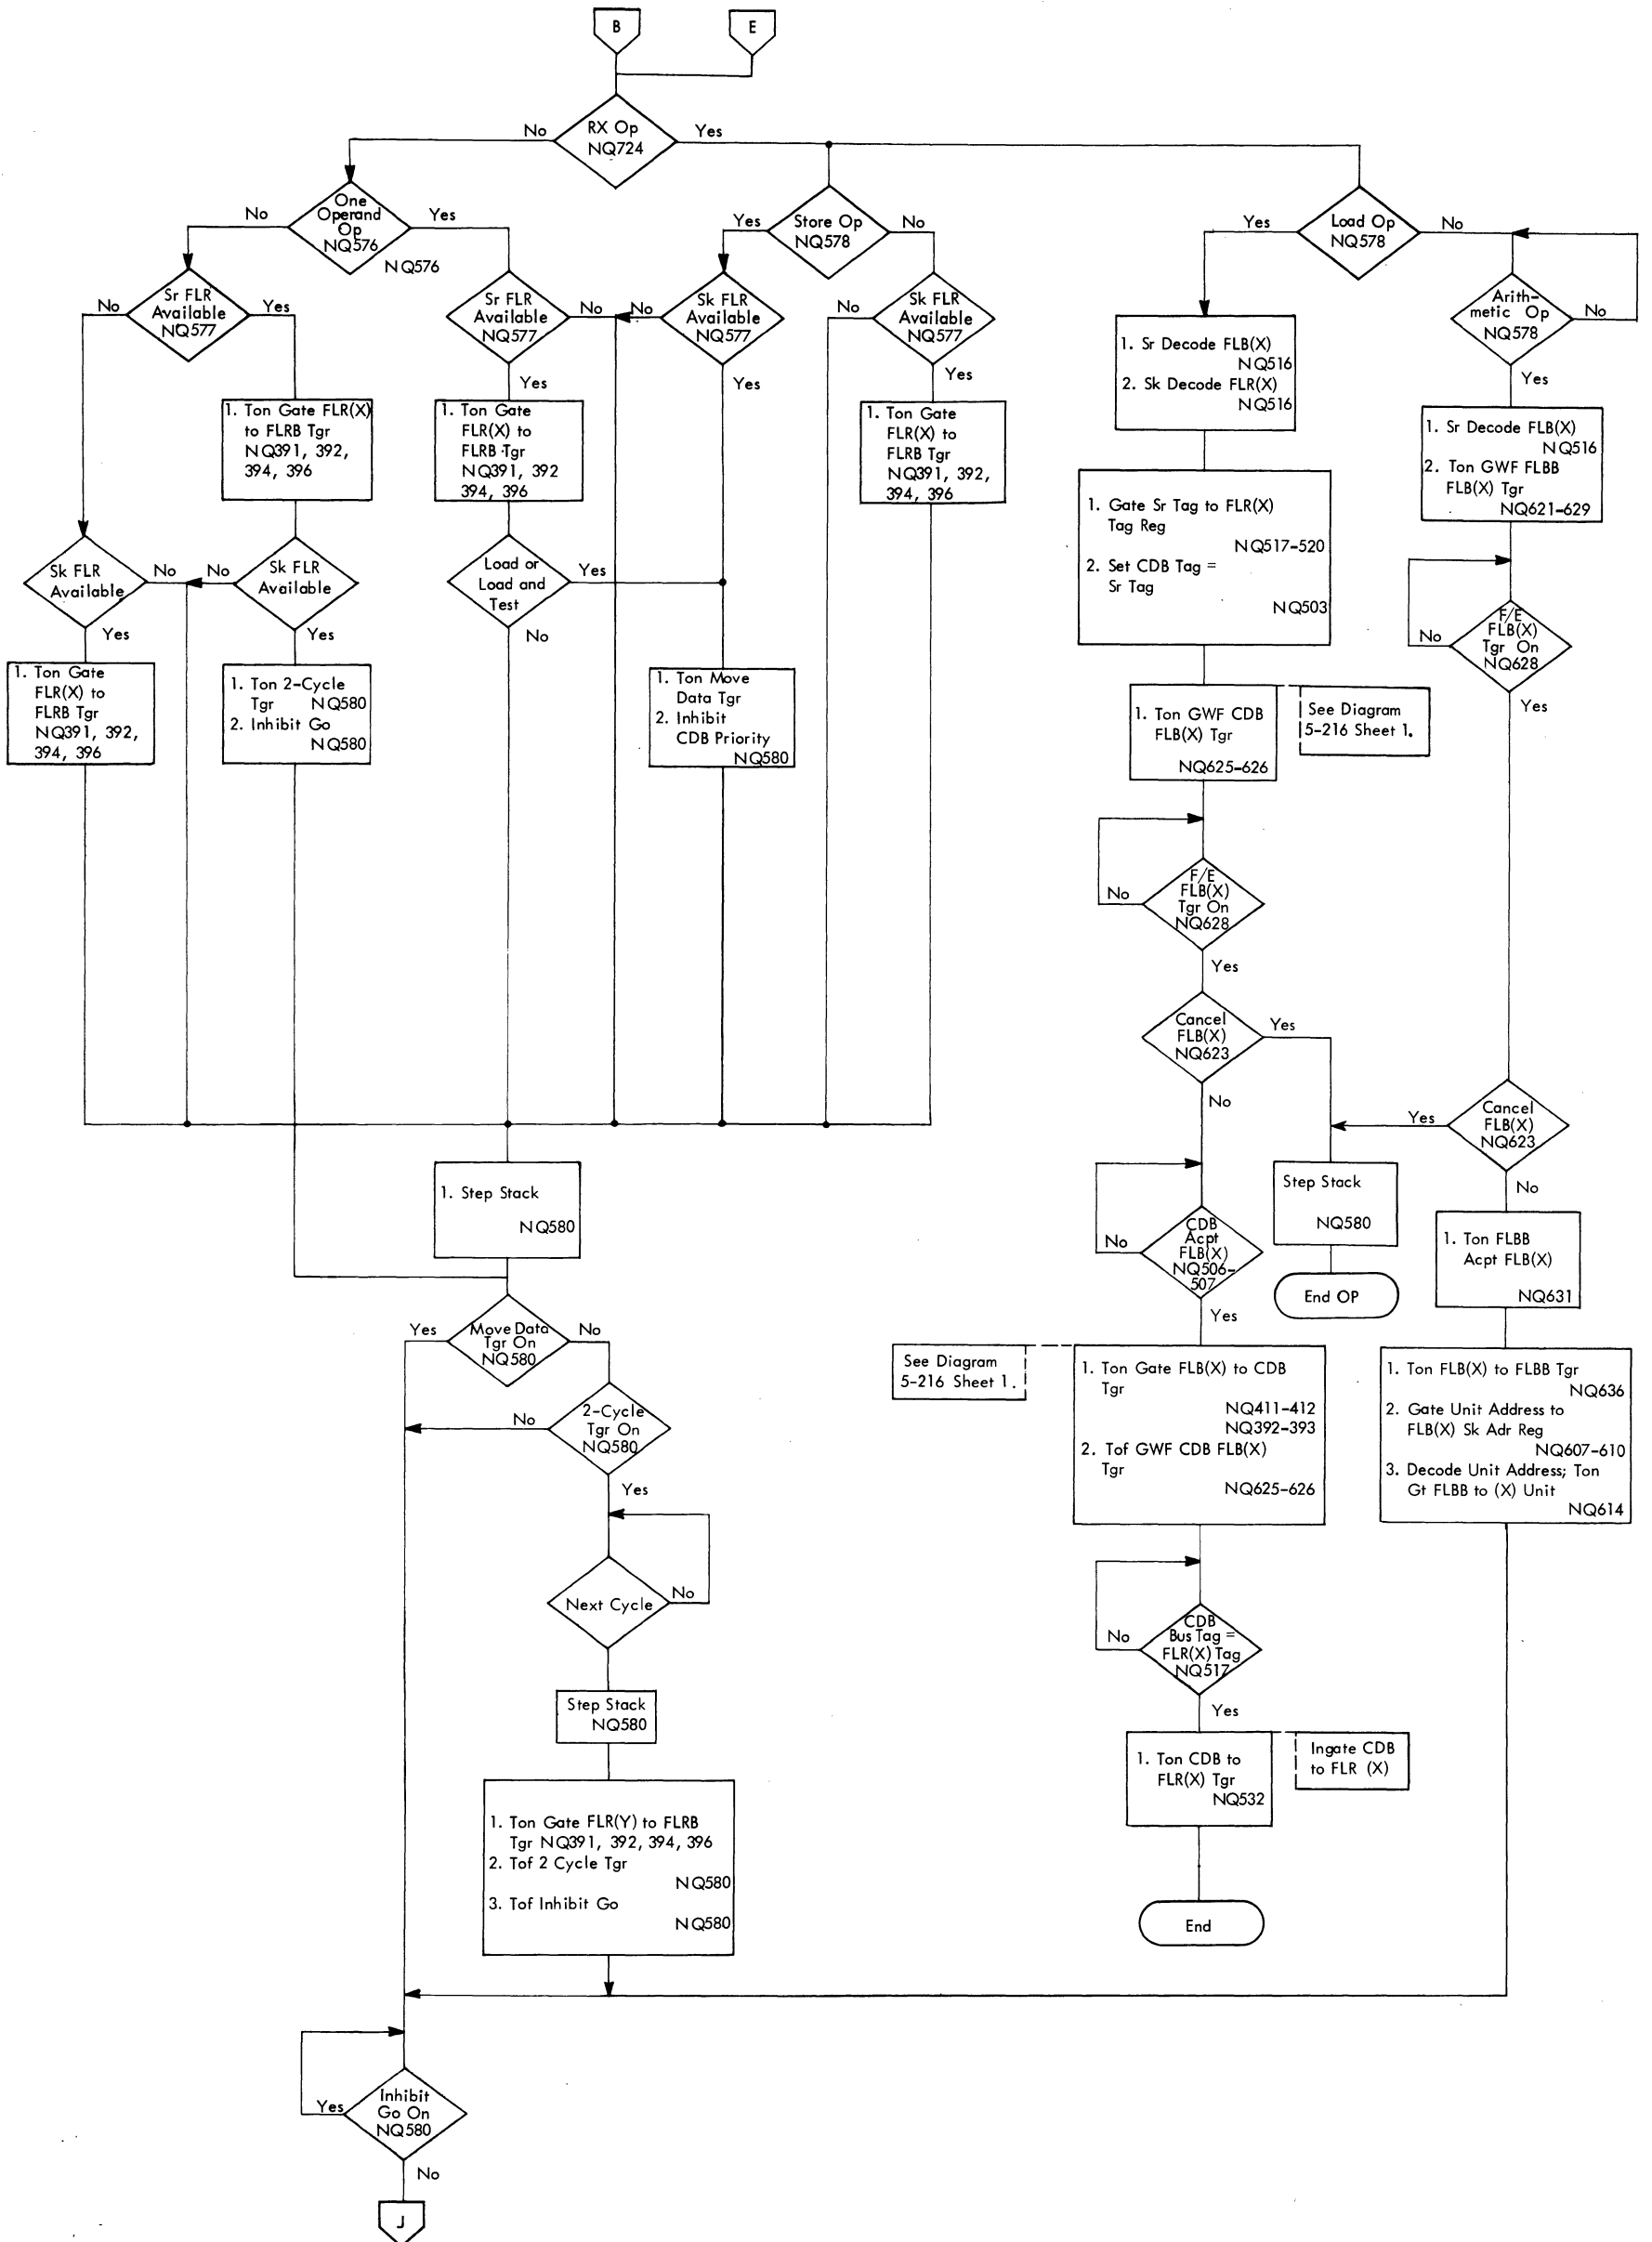 B
E
RX Op
NQ724
No
Yes
One
Operand
Op
NQ576
No
Yes
NQ576
Store Op
NQ578
Yes
No
Load Op
NQ578
Yes
No
Sr FLR
Available
NQ577
No
Yes
Sr FLR
Available
NQ577
No
Yes
Sk FLR
Available
NQ577
No
Yes
Sk FLR
Available
NQ577
No
Yes
Arith-
metic Op
NQ578
No
Yes
1. Sr Decode FLB(X)
NQ516
2. Sk Decode FLR(X)
NQ516
1. Ton Gate FLR(X)
to FLRB Tgr
NQ391, 392,
394, 396
1. Ton Gate
FLR(X) to
FLRB Tgr
NQ391, 392
394, 396
1. Ton Gate
FLR(X) to
FLRB Tgr
NQ391, 392,
394, 396
1. Sr Decode FLB(X)
NQ516
2. Ton GWF FLBB
FLB(X) Tgr
NQ621-629
1. Gate Sr Tag to FLR(X)
Tag Reg
NQ517-520
2. Set CDB Tag =
Sr Tag
NQ503
Sk FLR
Available
No
Yes
Sk FLR
Available
No
Yes
Load or
Load and
Test
Yes
No
F/E
FLB(X)
Tgr On
NQ628
No
Yes
1. Ton Gate
FLR(X) to
FLRB Tgr
NQ391, 392,
394, 396
1. Ton 2-Cycle
Tgr NQ580
2. Inhibit Go
NQ580
1. Ton Move
Data Tgr
2. Inhibit
CDB Priority
NQ580
1. Ton GWF CDB
FLB(X) Tgr
NQ625-626
See Diagram
5-216 Sheet 1.
F/E
FLB(X)
Tgr On
NQ628
No
Yes
Cancel
FLB(X)
NQ623
Yes
No
Cancel
FLB(X)
NQ623
Yes
No
1. Step Stack
NQ580
CDB
Acpt
FLB(X)
NQ506-
507
No
Yes
Step Stack
NQ580
End OP
1. Ton FLBB
Acpt FLB(X)
NQ631
Move Data
Tgr On
NQ580
Yes
No
See Diagram
5-216 Sheet 1.
1. Ton Gate FLB(X) to CDB
Tgr
NQ411-412
NQ392-393
2. Tof GWF CDB FLB(X)
Tgr
NQ625-626
1. Ton FLB(X) to FLBB Tgr
NQ636
2. Gate Unit Address to
FLB(X) Sk Adr Reg
NQ607-610
3. Decode Unit Address; Ton
Gt FLBB to (X) Unit
NQ614
2-Cycle
Tgr On
NQ580
No
Yes
Next Cycle
No
CDB
Bus Tag =
FLR(X) Tag
NQ517
No
Yes
Step Stack
NQ580
1. Ton CDB to
FLR(X) Tgr
NQ532
Ingate CDB
to FLR (X)
1. Ton Gate FLR(Y) to FLRB
Tgr NQ391, 392, 394, 396
2. Tof 2 Cycle Tgr
NQ580
3. Tof Inhibit Go
NQ580
End
Inhibit
Go On
NQ580
Yes
No
J